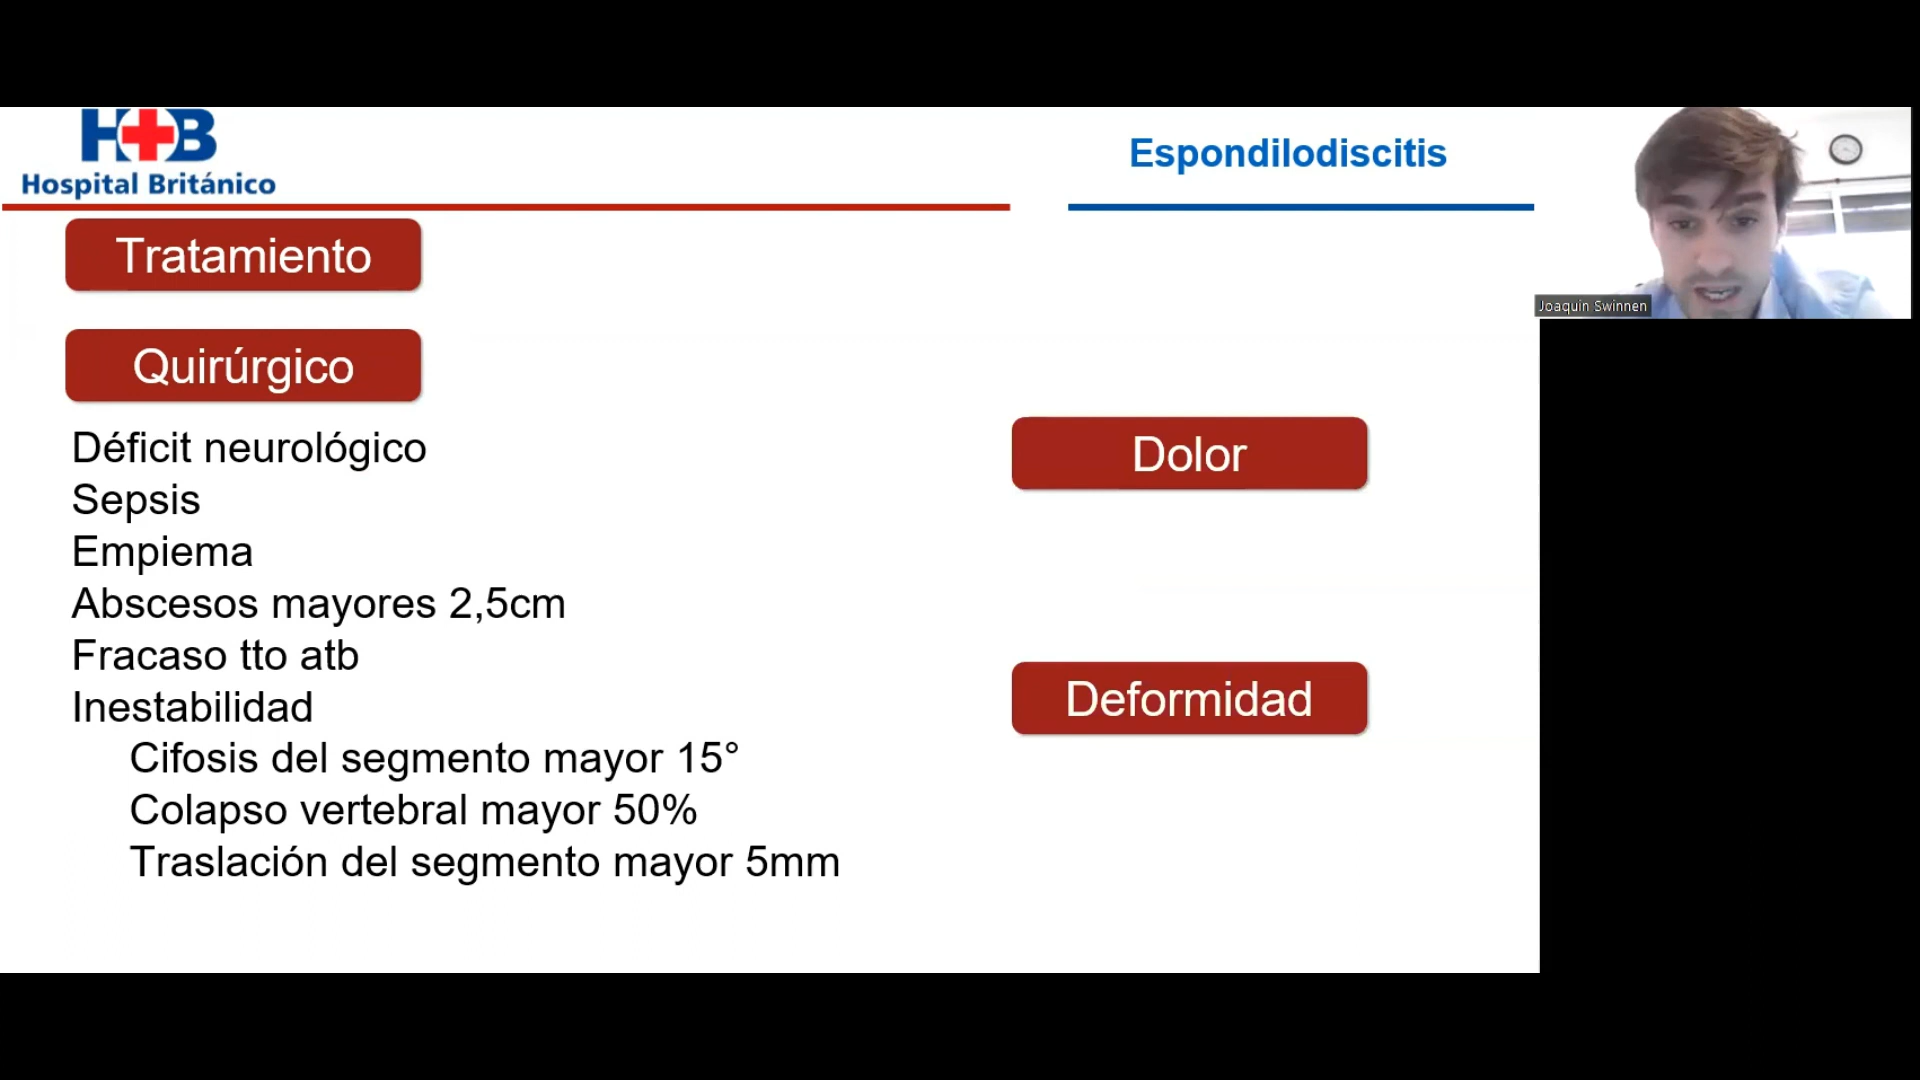 H+B
Hospital Británico
Espondilodiscitis
Joaquin Swinnen
Tratamiento
Quirúrgico
Déficit neurológico
Sepsis
Empiema
Abscesos mayores 2,5cm
Fracaso tto atb
Inestabilidad
Cifosis del segmento mayor 15°
Colapso vertebral mayor 50%
Traslación del segmento mayor 5mm
Dolor
Deformidad